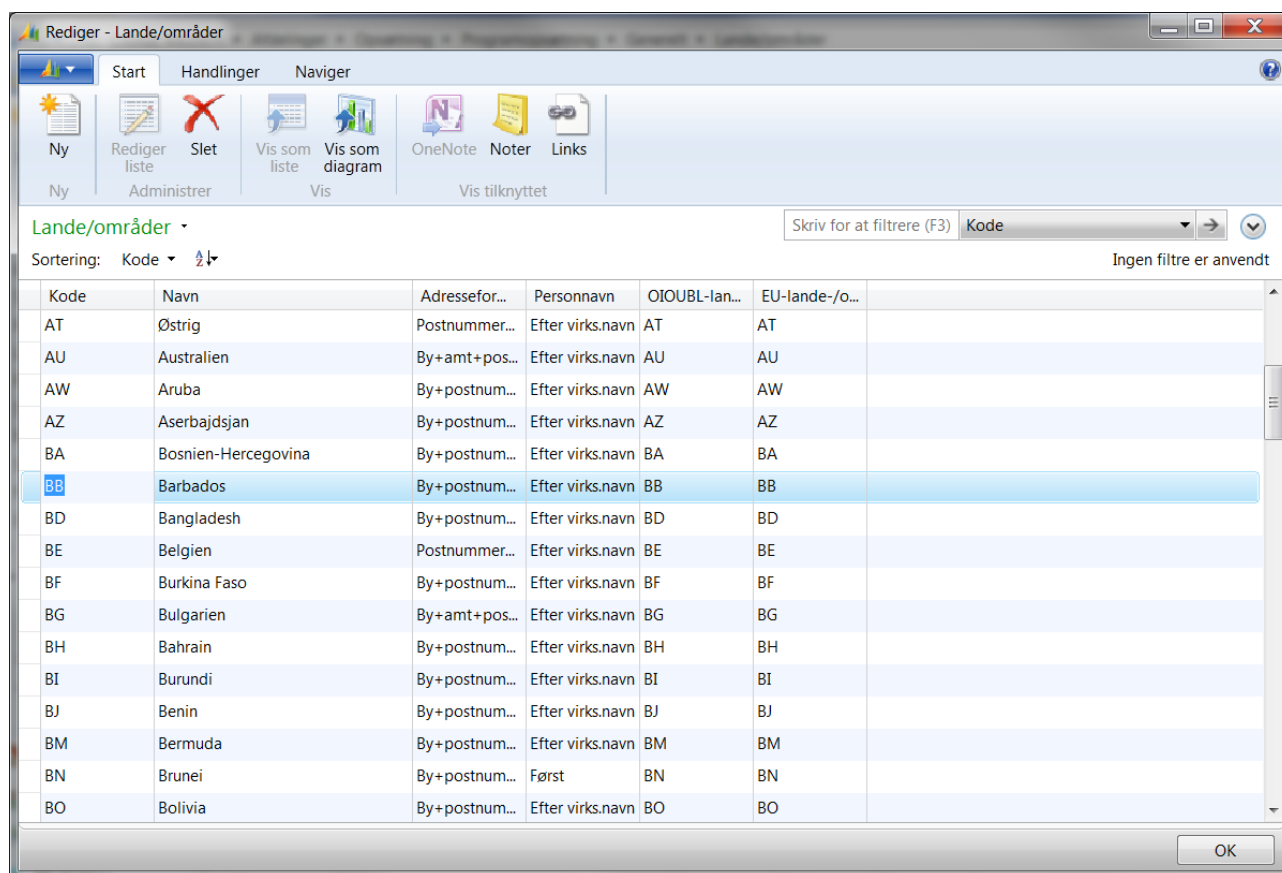 Rediger - Lande/områder
Start Handlinger Naviger
Ny Rediger liste Slet Vis som liste Vis som diagram OneNote Noter Links
Ny Administrer Vis Vis tilknyttet
Lande/områder Skriv for at filtrere (F3) Kode
Sortering: Kode Ingen filtre er anvendt
Kode Navn Adressefor... Personnavn OIOUBL-lan... EU-lande-/o...
AT Østrig Postnummer... Efter virks.navn AT AT
AU Australien By+amt+pos... Efter virks.navn AU AU
AW Aruba By+postnum... Efter virks.navn AW AW
AZ Aserbajdsjan By+postnum... Efter virks.navn AZ AZ
BA Bosnien-Hercegovina By+postnum... Efter virks.navn BA BA
BB Barbados By+postnum... Efter virks.navn BB BB
BD Bangladesh By+postnum... Efter virks.navn BD BD
BE Belgien Postnummer... Efter virks.navn BE BE
BF Burkina Faso By+postnum... Efter virks.navn BF BF
BG Bulgarien By+amt+pos... Efter virks.navn BG BG
BH Bahrain By+postnum... Efter virks.navn BH BH
BI Burundi By+postnum... Efter virks.navn BI BI
BJ Benin By+postnum... Efter virks.navn BJ BJ
BM Bermuda By+postnum... Efter virks.navn BM BM
BN Brunei By+postnum... Først BN BN
BO Bolivia By+postnum... Efter virks.navn BO BO
OK